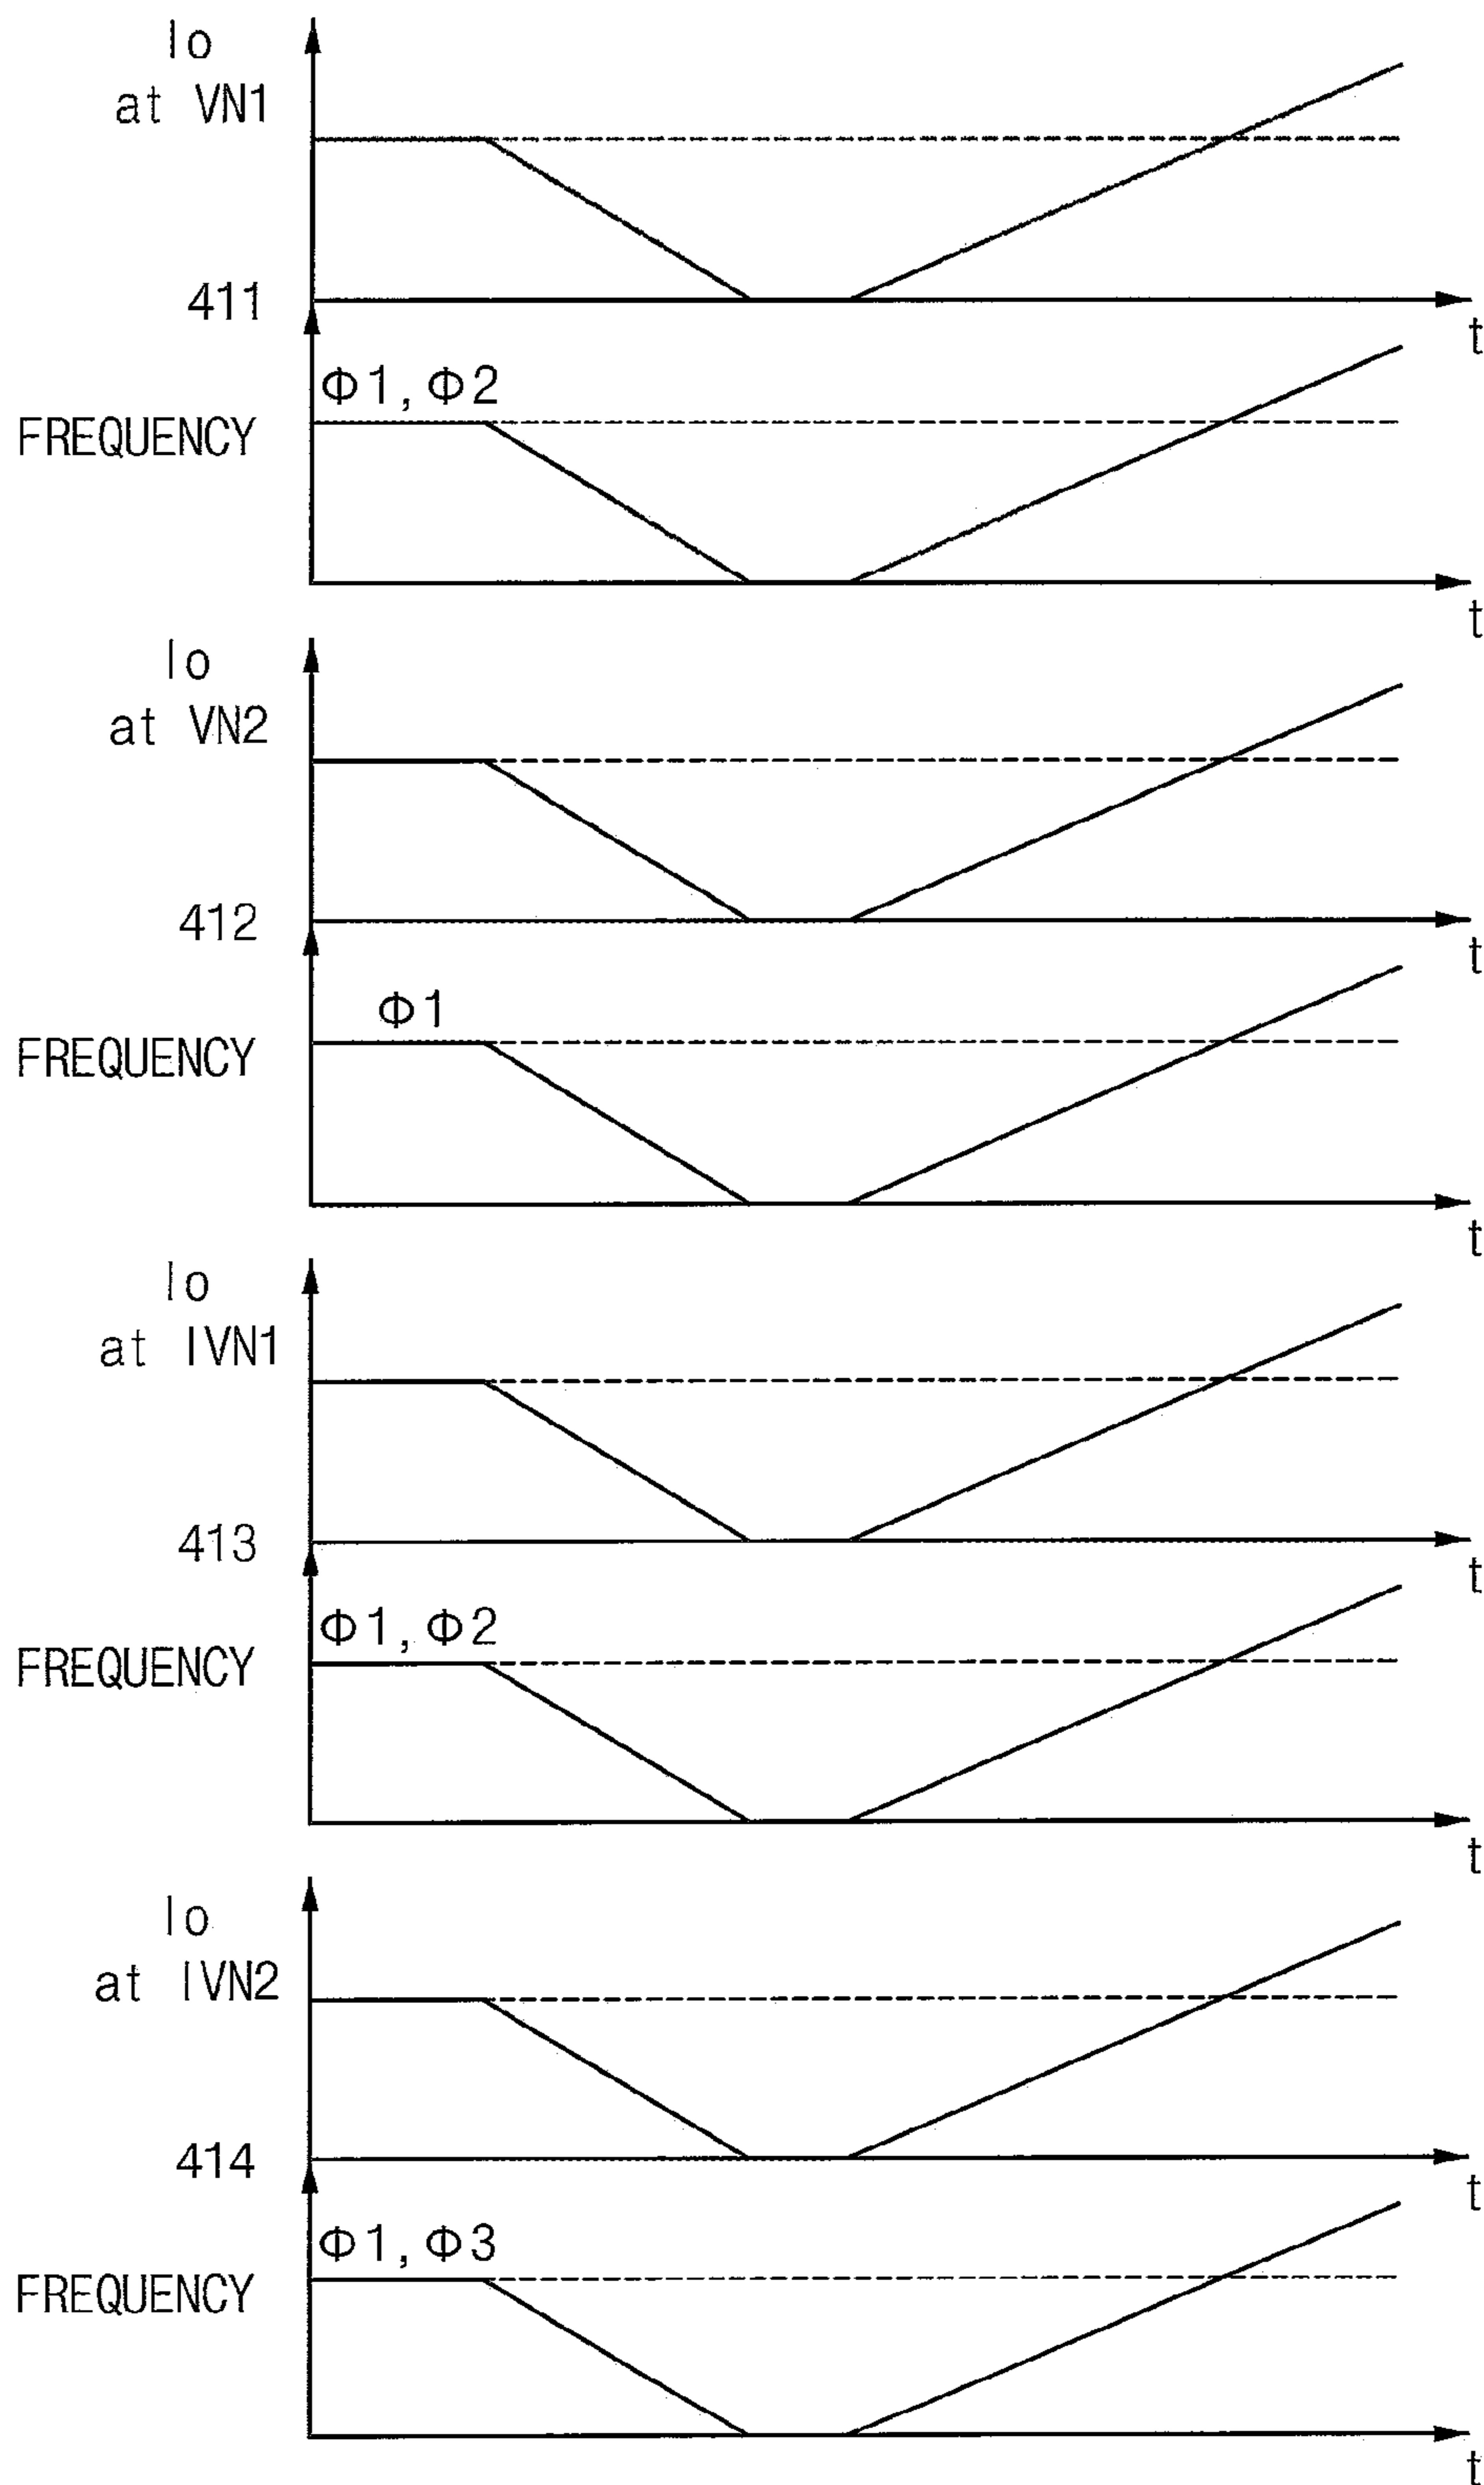 Io
at VN1
411
t
Φ1, Φ2
FREQUENCY
t
Io
at VN2
412
t
Φ1
FREQUENCY
t
Io
at IVN1
413
t
Φ1, Φ2
FREQUENCY
t
Io
at IVN2
414
t
Φ1, Φ3
FREQUENCY
t